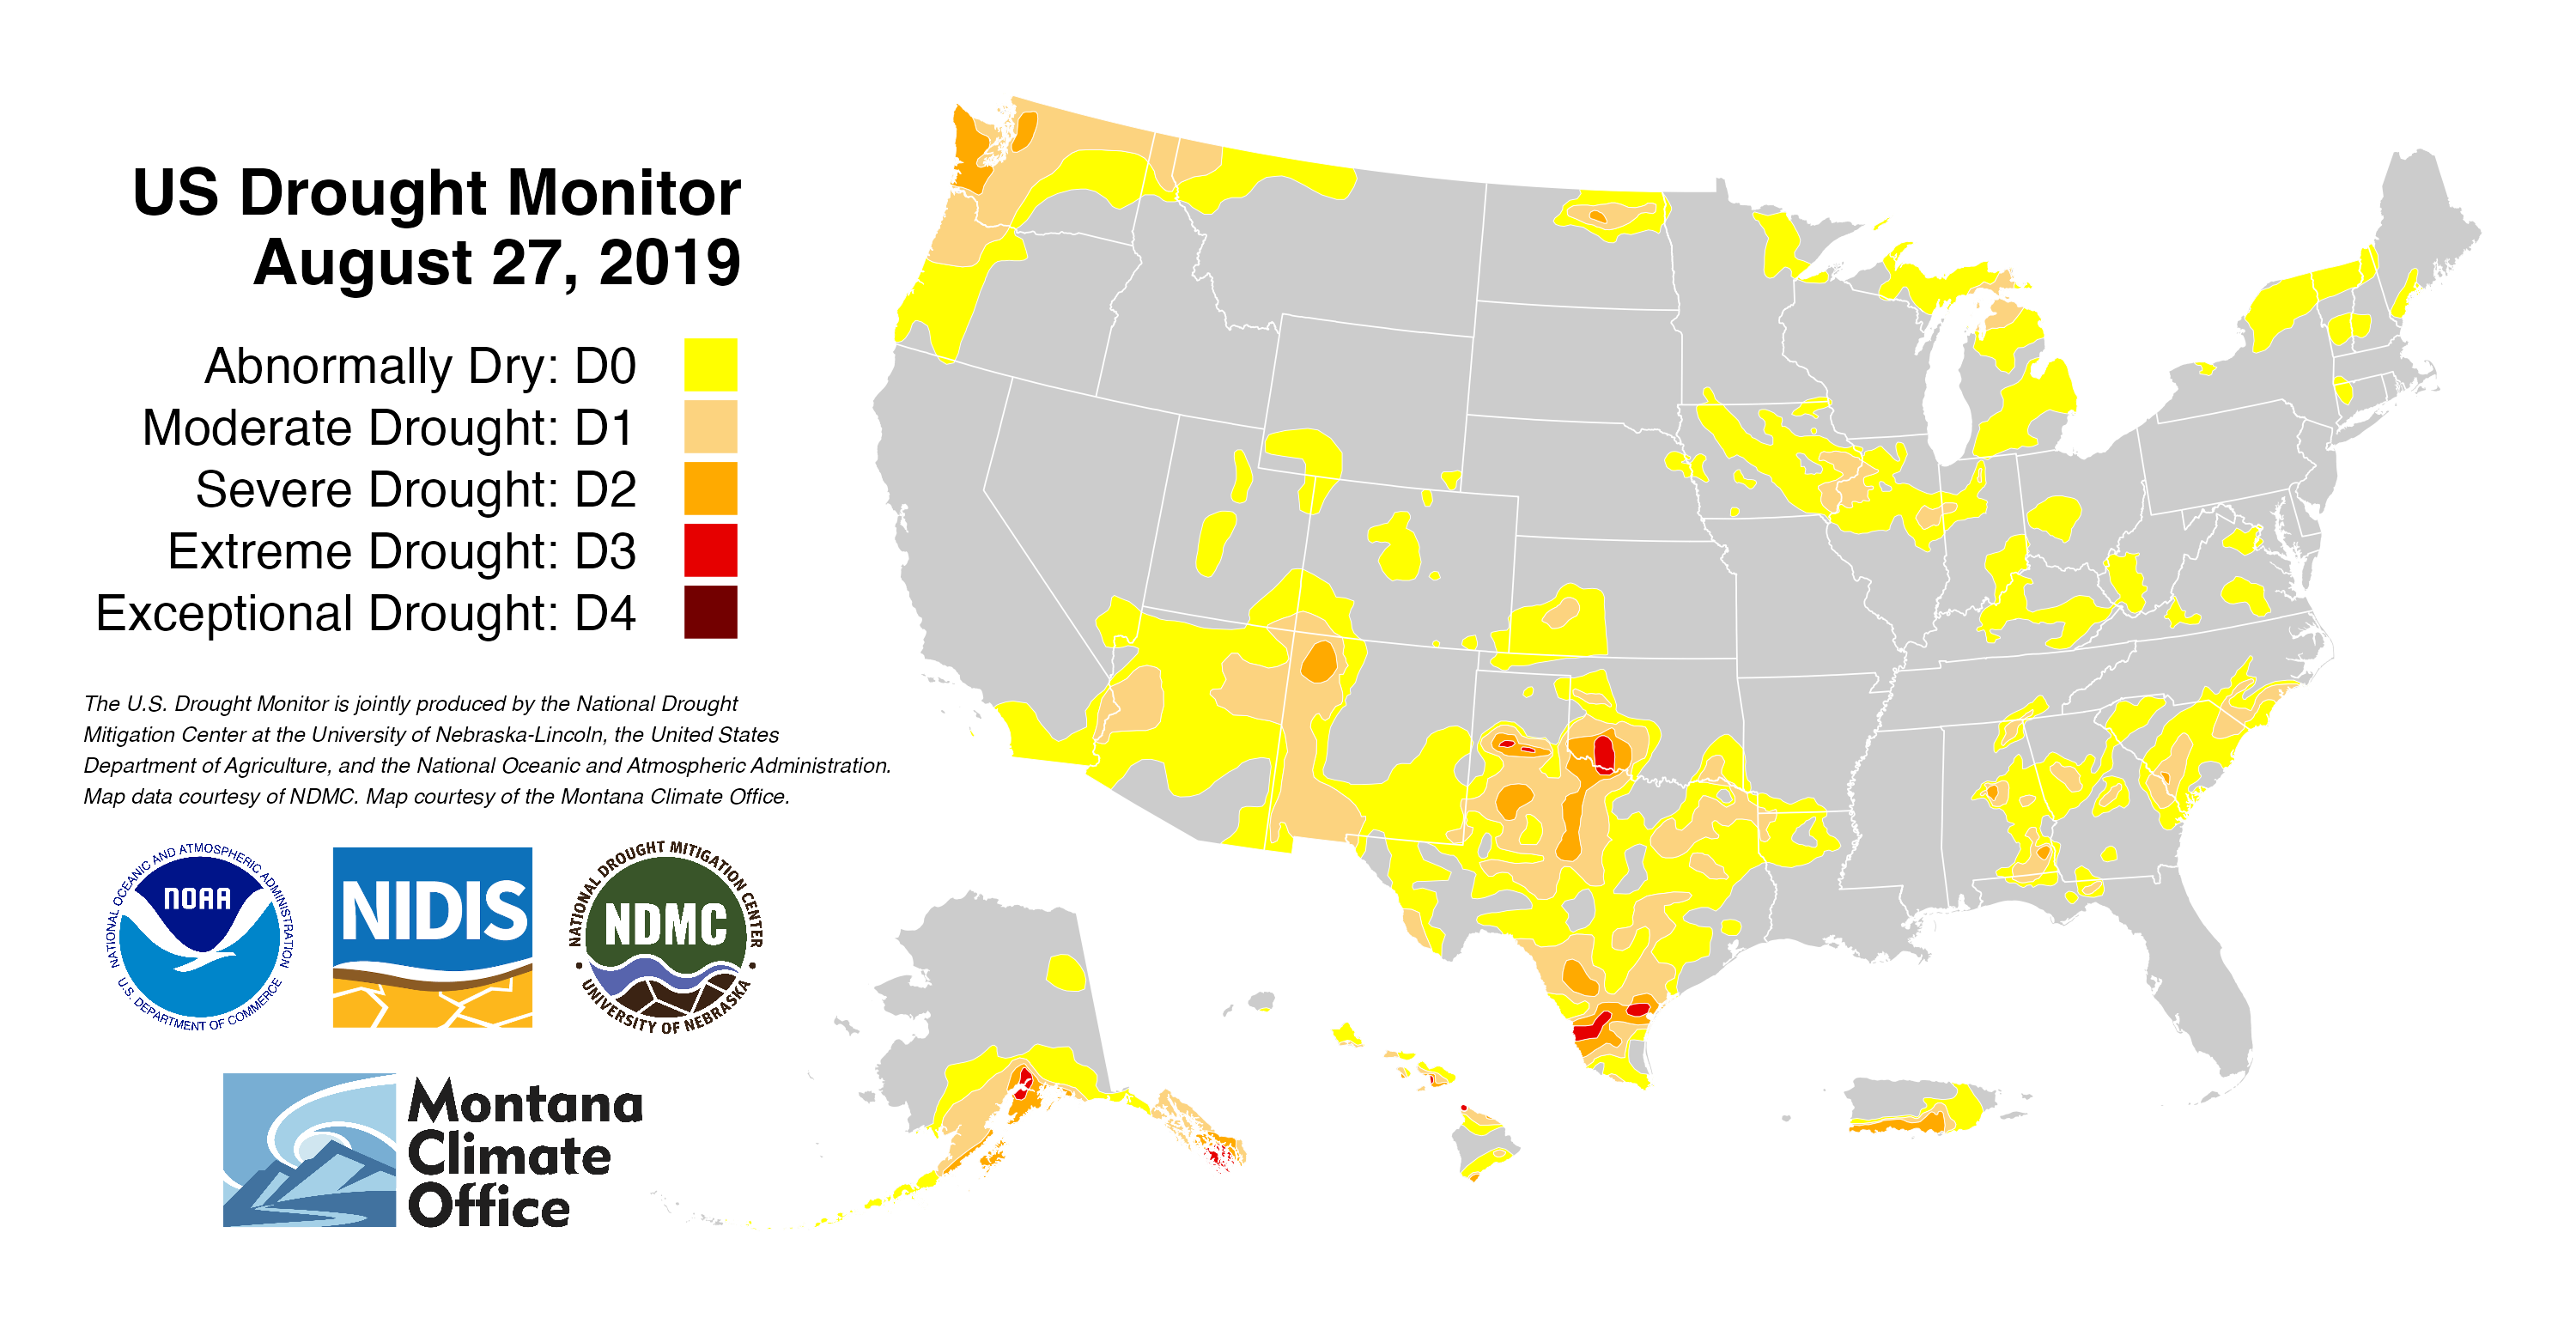 US Drought Monitor
August 27, 2019
Abnormally Dry: D0
Moderate Drought: D1
Severe Drought: D2
Extreme Drought: D3
Exceptional Drought: D4
The U.S. Drought Monitor is jointly produced by the National Drought
Mitigation Center at the University of Nebraska-Lincoln, the United States
Department of Agriculture, and the National Oceanic and Atmospheric Administration.
Map data courtesy of NDMC. Map courtesy of the Montana Climate Office.
NATIONAL OCEANIC AND ATMOSPHERIC ADMINISTRATION
NOAA
U.S. DEPARTMENT OF COMMERCE
NIDIS
NATIONAL DROUGHT MITIGATION CENTER
NDMC
UNIVERSITY OF NEBRASKA
Montana
Climate
Office